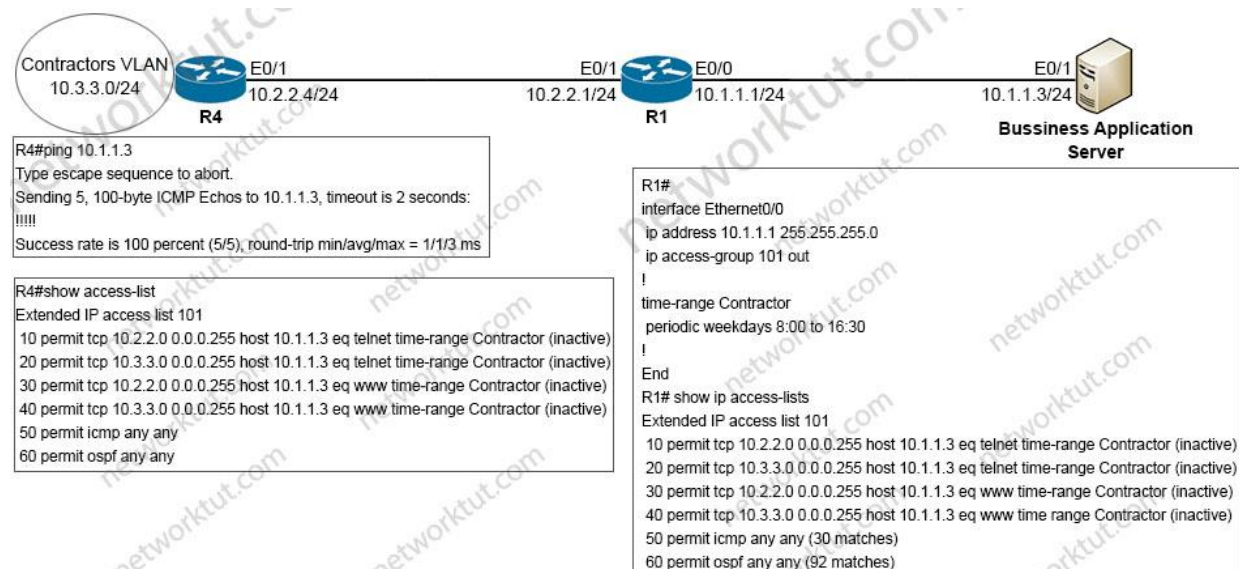 Contractors VLAN
10.3.3.0/24
E0/1
10.2.2.4/24
R4
E0/1
10.2.2.1/24
R1
E0/0
10.1.1.1/24
E0/1
10.1.1.3/24
Bussiness Application
Server
R4#ping 10.1.1.3
Type escape sequence to abort.
Sending 5, 100-byte ICMP Echos to 10.1.1.3, timeout is 2 seconds:
!!!!!
Success rate is 100 percent (5/5), round-trip min/avg/max = 1/1/3 ms
R4#show access-list
Extended IP access list 101
10 permit tcp 10.2.2.0 0.0.0.255 host 10.1.1.3 eq telnet time-range Contractor (inactive)
20 permit tcp 10.3.3.0 0.0.0.255 host 10.1.1.3 eq telnet time-range Contractor (inactive)
30 permit tcp 10.2.2.0 0.0.0.255 host 10.1.1.3 eq www time-range Contractor (inactive)
40 permit tcp 10.3.3.0 0.0.0.255 host 10.1.1.3 eq www time-range Contractor (inactive)
50 permit icmp any any
60 permit ospf any any
R1#
interface Ethernet0/0
ip address 10.1.1.1 255.255.255.0
ip access-group 101 out
!
time-range Contractor
periodic weekdays 8:00 to 16:30
!
End
R1# show ip access-lists
Extended IP access list 101
10 permit tcp 10.2.2.0 0.0.0.255 host 10.1.1.3 eq telnet time-range Contractor (inactive)
20 permit tcp 10.3.3.0 0.0.0.255 host 10.1.1.3 eq telnet time-range Contractor (inactive)
30 permit tcp 10.2.2.0 0.0.0.255 host 10.1.1.3 eq www time-range Contractor (inactive)
40 permit tcp 10.3.3.0 0.0.0.255 host 10.1.1.3 eq www time range Contractor (inactive)
50 permit icmp any any (30 matches)
60 permit ospf any any (92 matches)
networktut.com